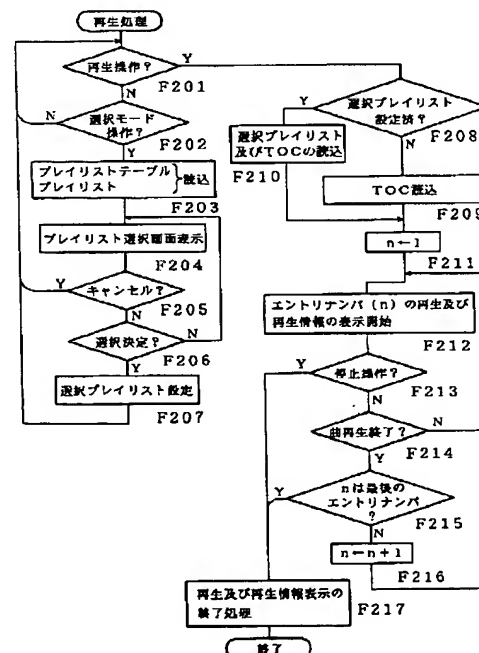 再生処理
再生操作?
Y
N
F201
選択モード
操作?
N
Y
F202
プレイリストテーブル
プレイリスト
読込
F203
プレイリスト選択画面表示
F204
キャンセル?
Y
N
F205
選択決定?
N
Y
F206
選択プレイリスト設定
F207
選択プレイリスト
設定済?
Y
N
F208
選択プレイリスト
及びTOCの読込
F210
TOC読込
F209
n←1
F211
エントリナンバ(n)の再生及び
再生情報の表示開始
F212
停止操作?
Y
N
F213
曲再生終了?
N
Y
F214
nは最後の
エントリナンバ
?
Y
N
F215
n←n+1
F216
再生及び再生情報表示の
終了処理
F217
終了